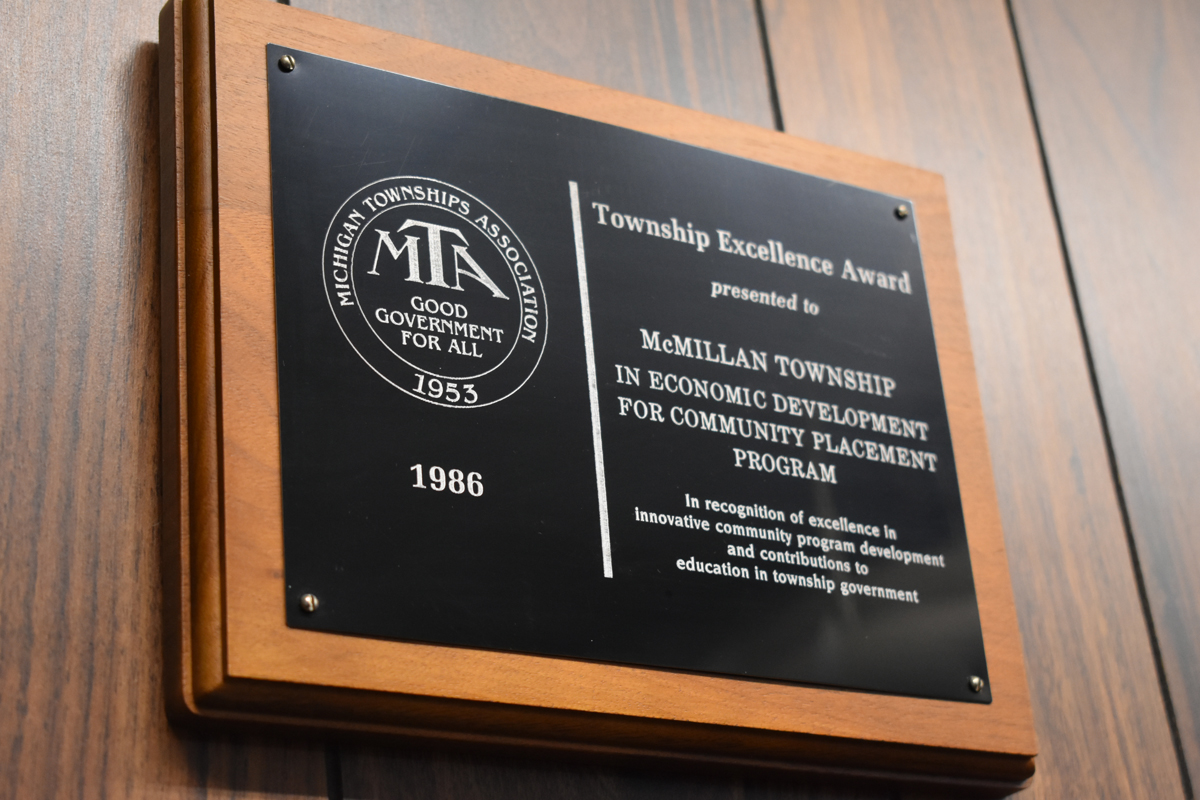 MICHIGAN TOWNSHIPS ASSOCIATION
MTA
GOOD
GOVERNMENT
FOR ALL
1953
1986
Township Excellence Award
presented to
McMILLAN TOWNSHIP
IN ECONOMIC DEVELOPMENT
FOR COMMUNITY PLACEMENT
PROGRAM
In recognition of excellence in
innovative community program development
and contributions to
education in township government